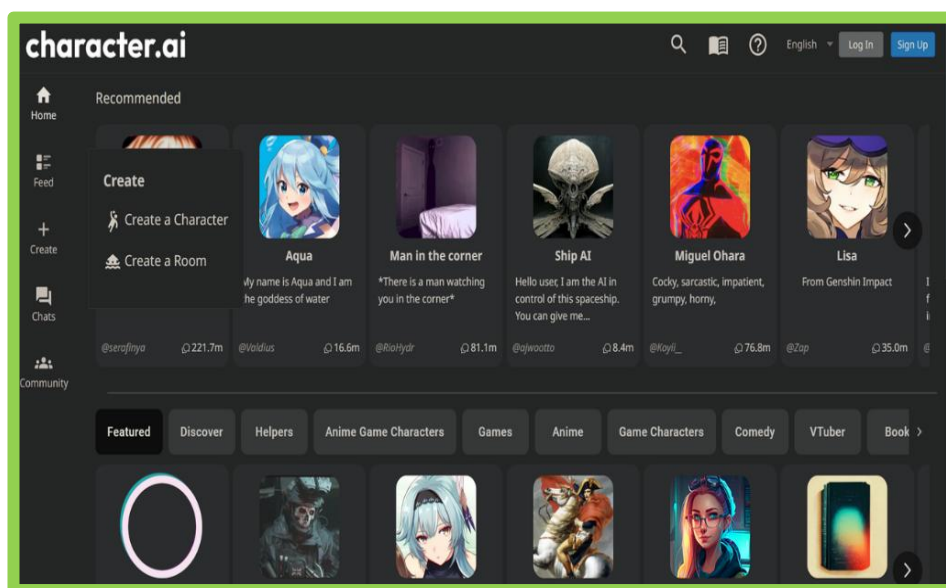 character.ai
English
Log In
Sign Up
Home
Feed
Create
Chats
Community
Recommended
Create
Create a Character
Create a Room
@serafinya
221.7m
Aqua
My name is Aqua and I am
the goddess of water
@Valdius
16.6m
Man in the corner
*There is a man watching
you in the corner*
@RioHydr
81.1m
Ship AI
Hello user, I am the AI in
control of this spaceship.
You can give me...
@ajwootto
8.4m
Miguel Ohara
Cocky, sarcastic, impatient,
grumpy, horny,
@Kayli_
76.8m
Lisa
From Genshin Impact
@Zap
35.0m
Featured
Discover
Helpers
Anime Game Characters
Games
Anime
Game Characters
Comedy
VTuber
Book